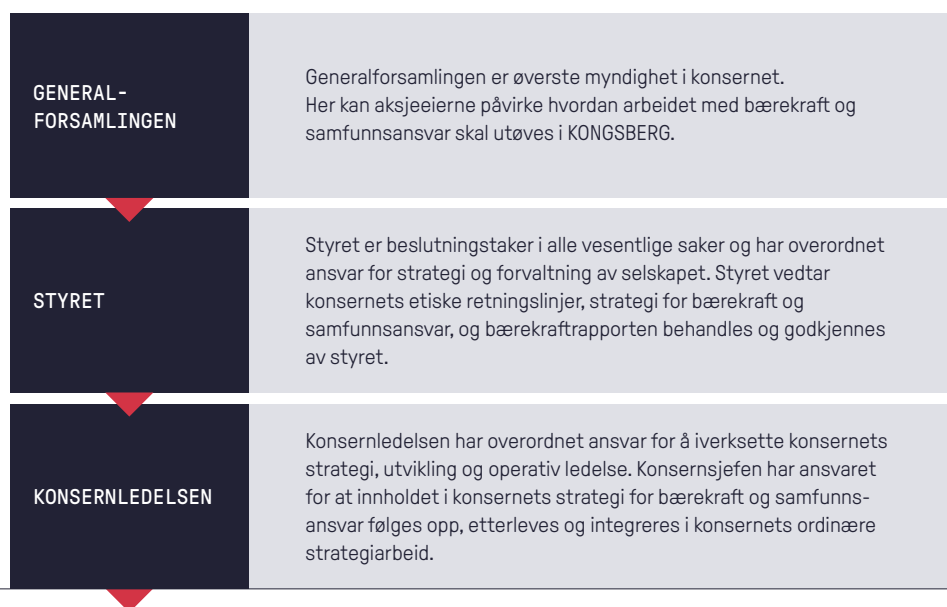 GENERAL-
FORSAMLINGEN
Generalforsamlingen er øverste myndighet i konsernet.
Her kan aksjeeierne påvirke hvordan arbeidet med bærekraft og
samfunnsansvar skal utøves i KONGSBERG.
STYRET
Styret er beslutningstaker i alle vesentlige saker og har overordnet
ansvar for strategi og forvaltning av selskapet. Styret vedtar
konsernets etiske retningslinjer, strategi for bærekraft og
samfunnsansvar, og bærekraftrapporten behandles og godkjennes
av styret.
KONSERNLEDELSEN
Konsernledelsen har overordnet ansvar for å iverksette konsernets
strategi, utvikling og operativ ledelse. Konsernsjefen har ansvaret
for at innholdet i konsernets strategi for bærekraft og samfunns-
ansvar følges opp, etterleves og integreres i konsernets ordinære
strategiarbeid.